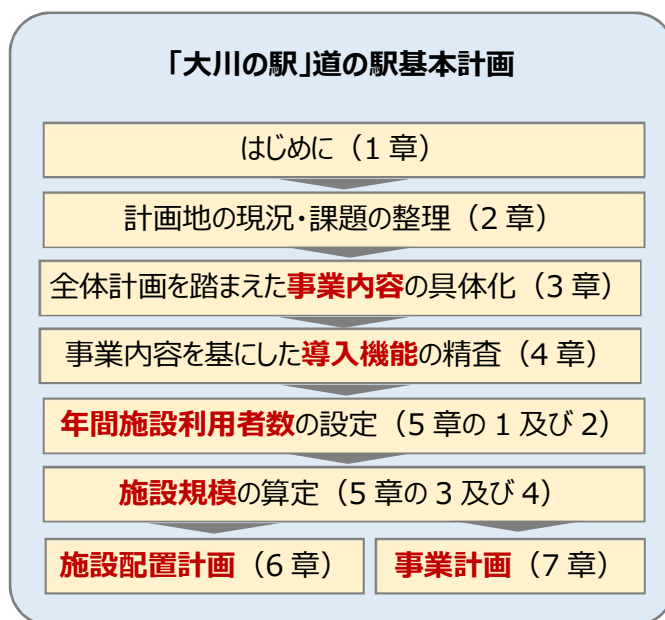 「大川の駅」道の駅基本計画
はじめに（1 章）
計画地の現況・課題の整理（2 章）
全体計画を踏まえた事業内容の具体化（3 章）
事業内容を基にした導入機能の精査（4 章）
年間施設利用者数の設定（5 章の 1 及び 2）
施設規模の算定（5 章の 3 及び 4）
施設配置計画（6 章）
事業計画（7 章）